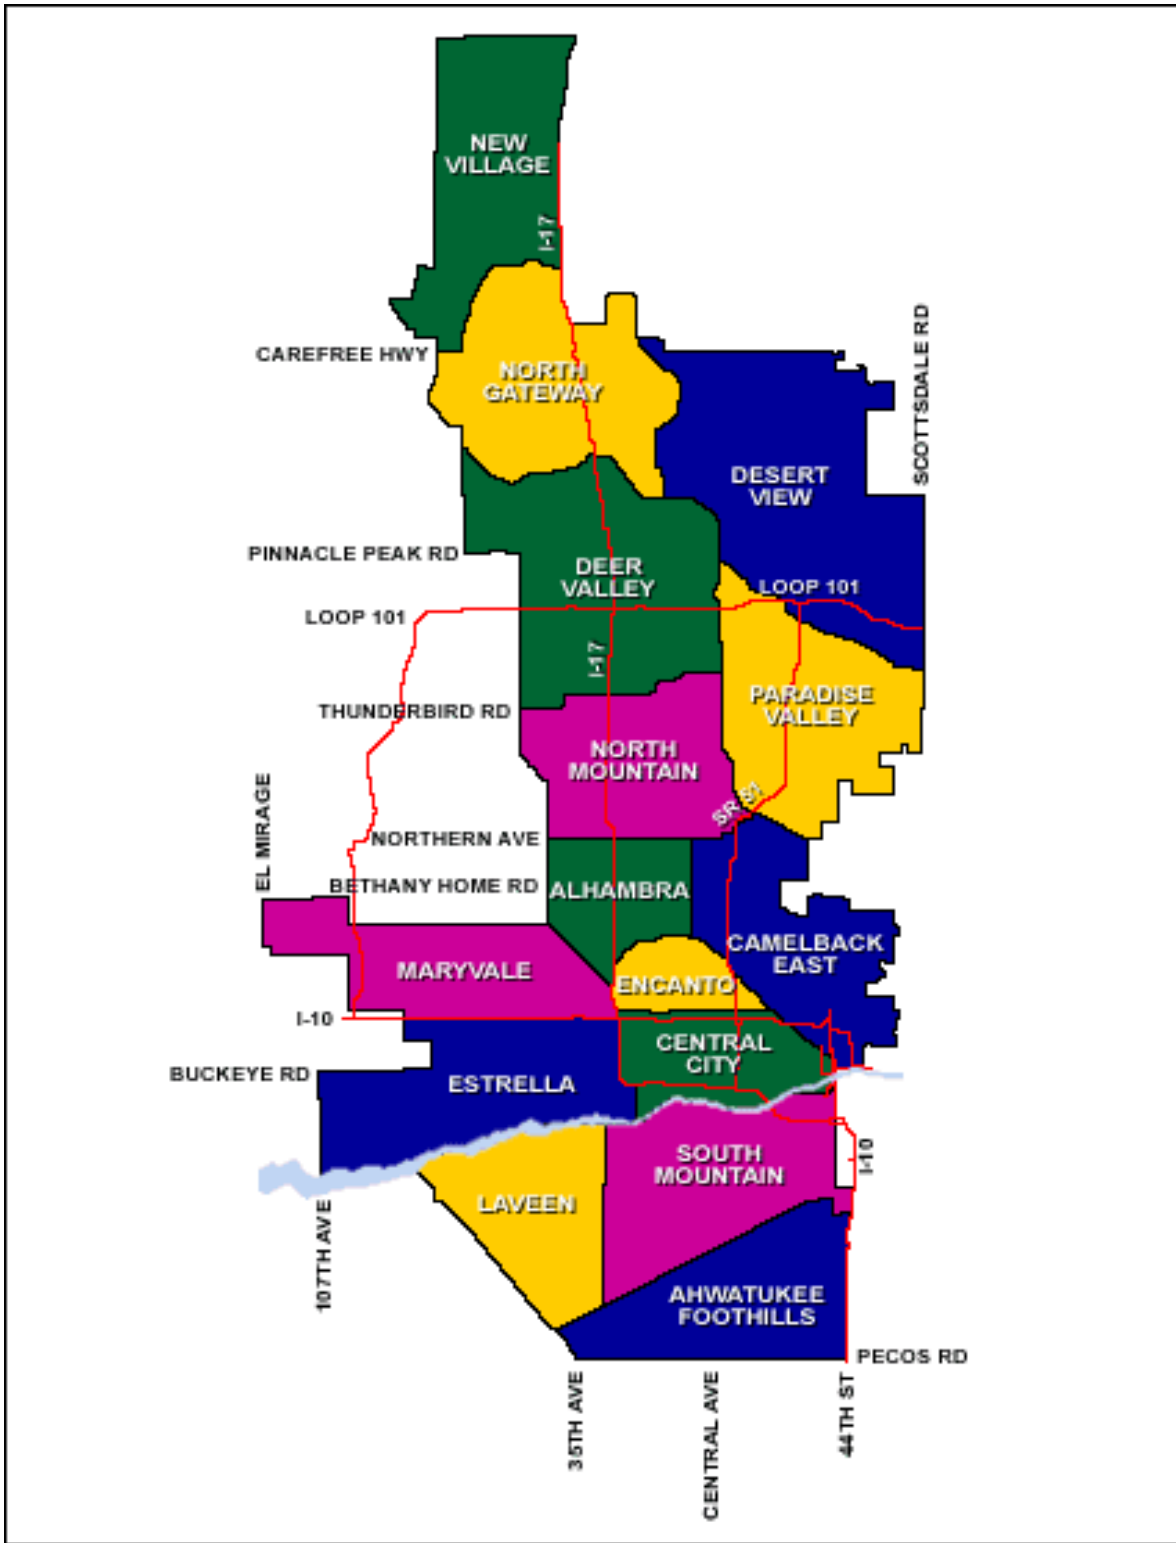 NEW
VILLAGE
I-17
CAREFREE HWY
NORTH
GATEWAY
SCOTTSDALE RD
DESERT
VIEW
PINNACLE PEAK RD
DEER
VALLEY
LOOP 101
LOOP 101
I-17
THUNDERBIRD RD
PARADISE
VALLEY
NORTH
MOUNTAIN
SR 51
EL MIRAGE
NORTHERN AVE
BETHANY HOME RD
ALHAMBRA
CAMELBACK
EAST
MARYVALE
ENCANTO
I-10
CENTRAL
CITY
BUCKEYE RD
ESTRELLA
SOUTH
MOUNTAIN
I-10
LAVEEN
107TH AVE
AHWATUKEE
FOOTHILLS
PECOS RD
35TH AVE
CENTRAL AVE
44TH ST